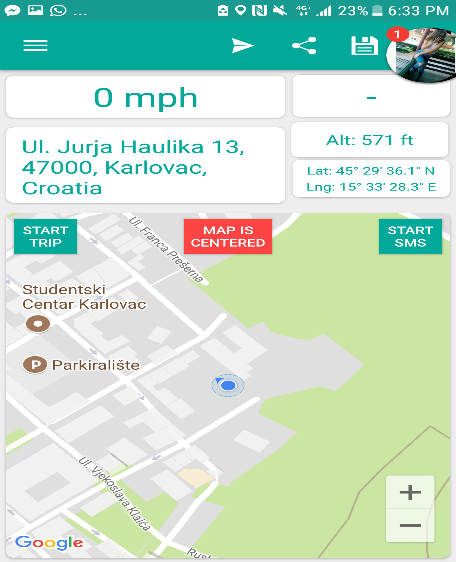 ... 4G+ 23% 6:33 PM
1
0 mph
-
Ul. Jurja Haulika 13,
47000, Karlovac,
Croatia
Alt: 571 ft
Lat: 45° 29' 36.1" N
Lng: 15° 33' 28.3" E
START
TRIP
MAP IS
CENTERED
START
SMS
Ul. Franca Prešerna
Studentski
Centar Karlovac
P Parkiralište
Ul. Vjekoslava Klaića
+
−
Google